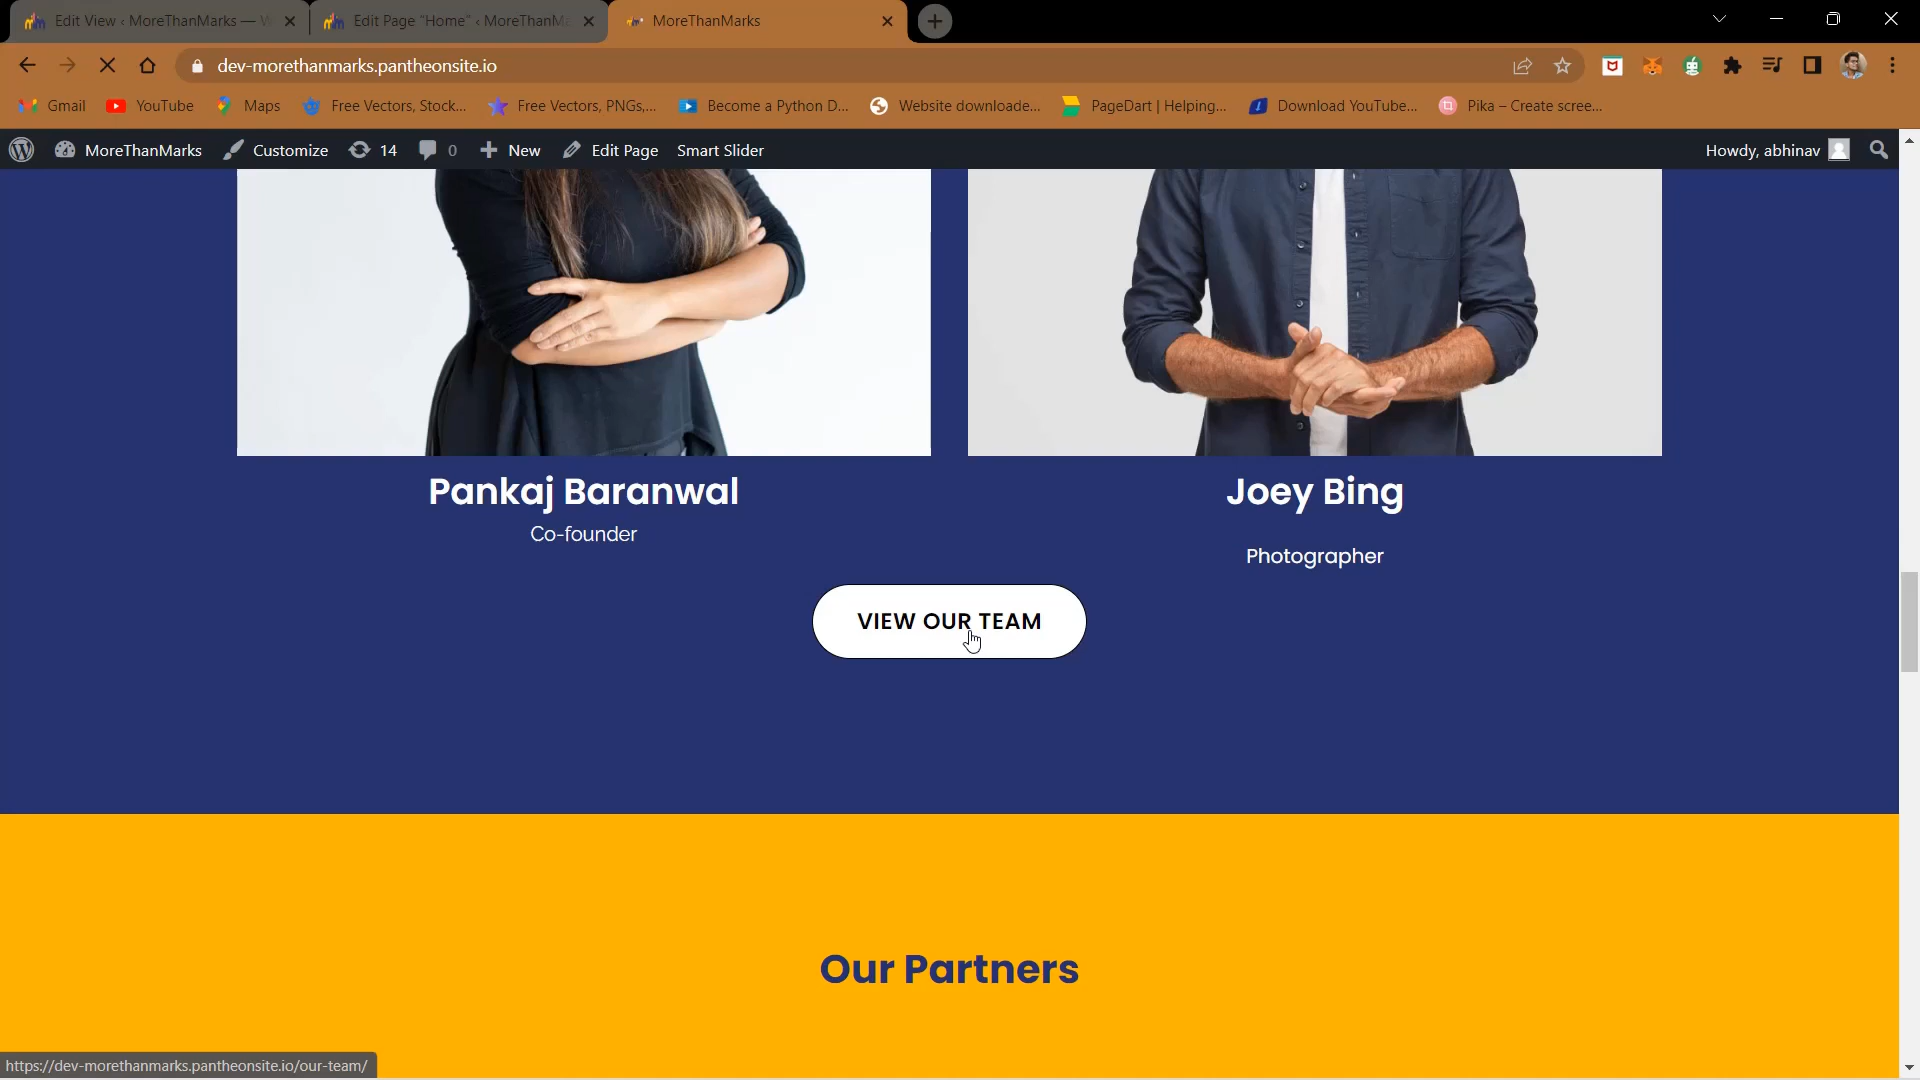 Edit View ‹ MoreThanMarks — W
Edit Page "Home" ‹ MoreThanMa
MoreThanMarks
dev-morethanmarks.pantheonsite.io
Gmail
YouTube
Maps
Free Vectors, Stock...
Free Vectors, PNGs,...
Become a Python D...
Website downloade...
PageDart | Helping...
Download YouTube...
Pika – Create scree...
MoreThanMarks
Customize
14
0
New
Edit Page
Smart Slider
Howdy, abhinav
Pankaj Baranwal
Co-founder
Joey Bing
Photographer
VIEW OUR TEAM
Our Partners
https://dev-morethanmarks.pantheonsite.io/our-team/